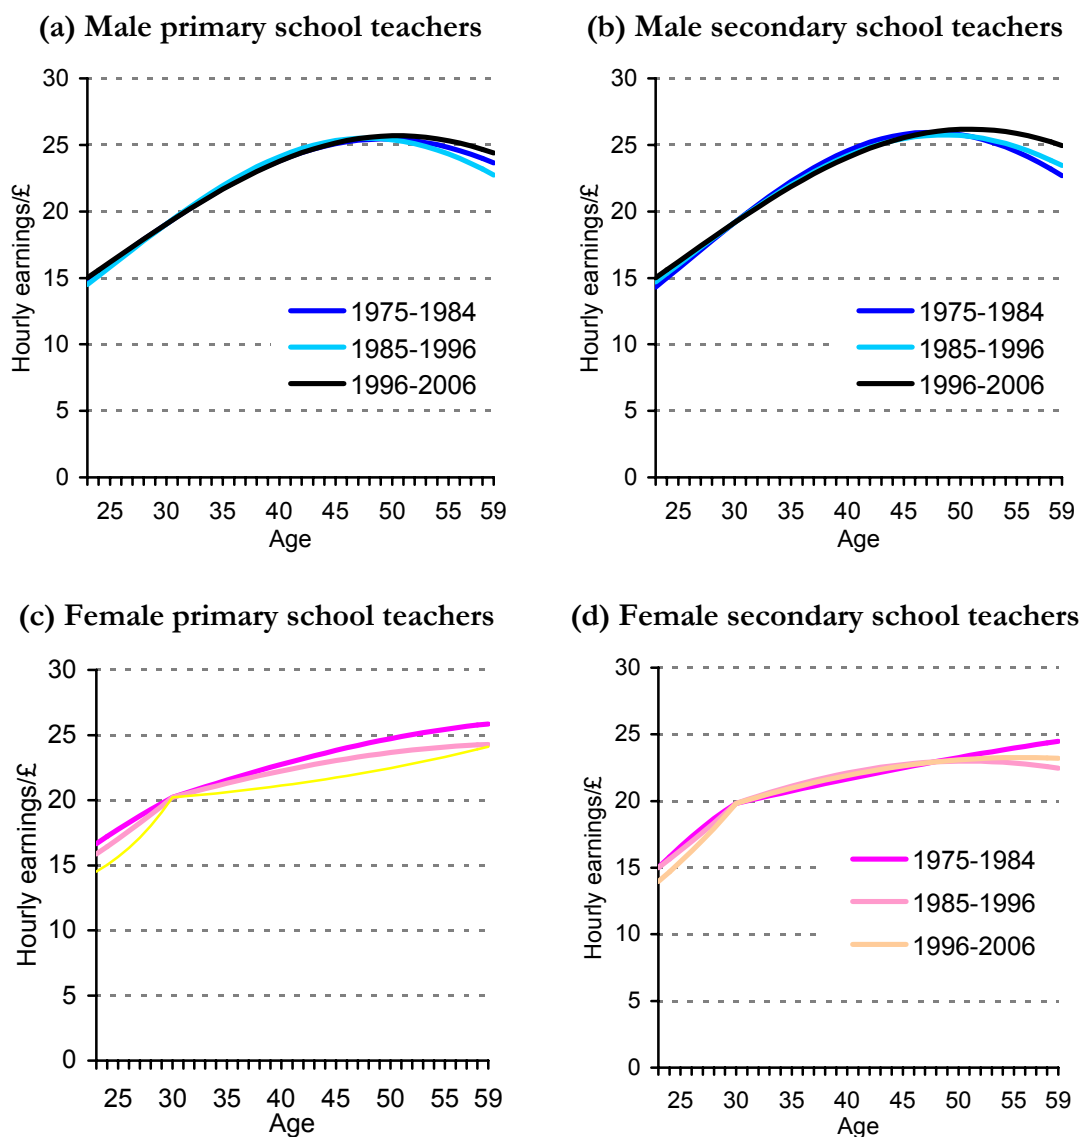 (a) Male primary school teachers
30
25
20
15
10
5
0
Hourly earnings/£
1975-1984
1985-1996
1996-2006
25 30 35 40 45 50 55 59
Age
(b) Male secondary school teachers
30
25
20
15
10
5
0
Hourly earnings/£
1975-1984
1985-1996
1996-2006
25 30 35 40 45 50 55 59
Age
(c) Female primary school teachers
30
25
20
15
10
5
0
Hourly earnings/£
25 30 35 40 45 50 55 59
Age
(d) Female secondary school teachers
30
25
20
15
10
5
0
Hourly earnings/£
1975-1984
1985-1996
1996-2006
25 30 35 40 45 50 55 59
Age